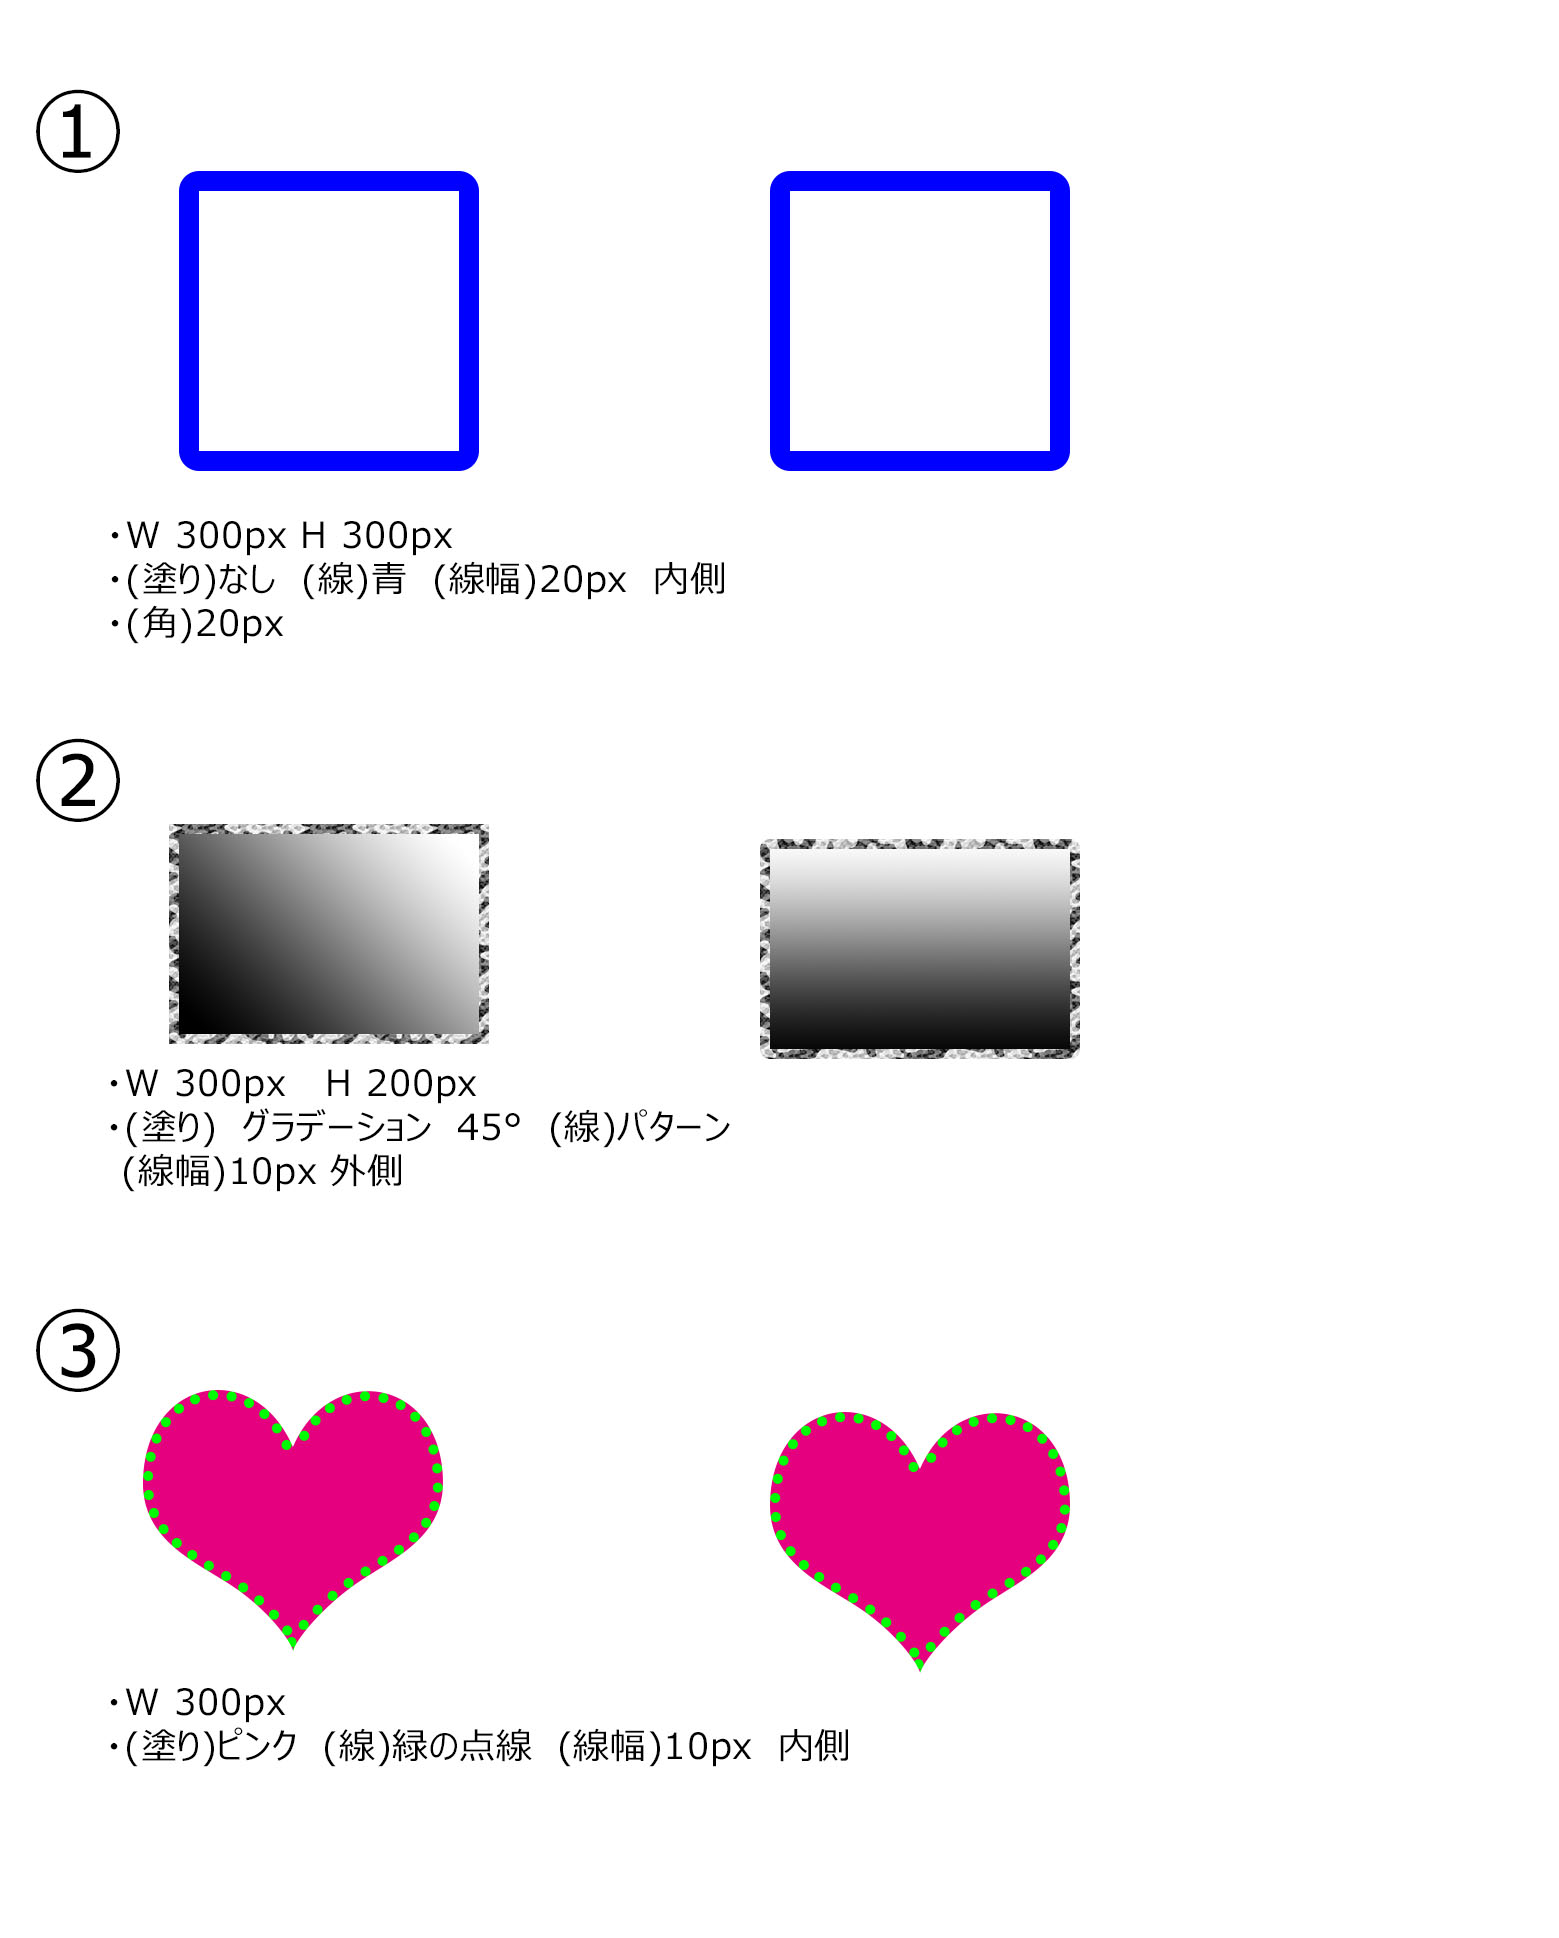 ①
・W 300px H 300px
・(塗り)なし　(線)青　(線幅)20px　内側
・(角)20px
②
・W 300px　H 200px
・(塗り)　グラデーション　45°　(線)パターン
(線幅)10px 外側
③
・W 300px
・(塗り)ピンク　(線)緑の点線　(線幅)10px　内側